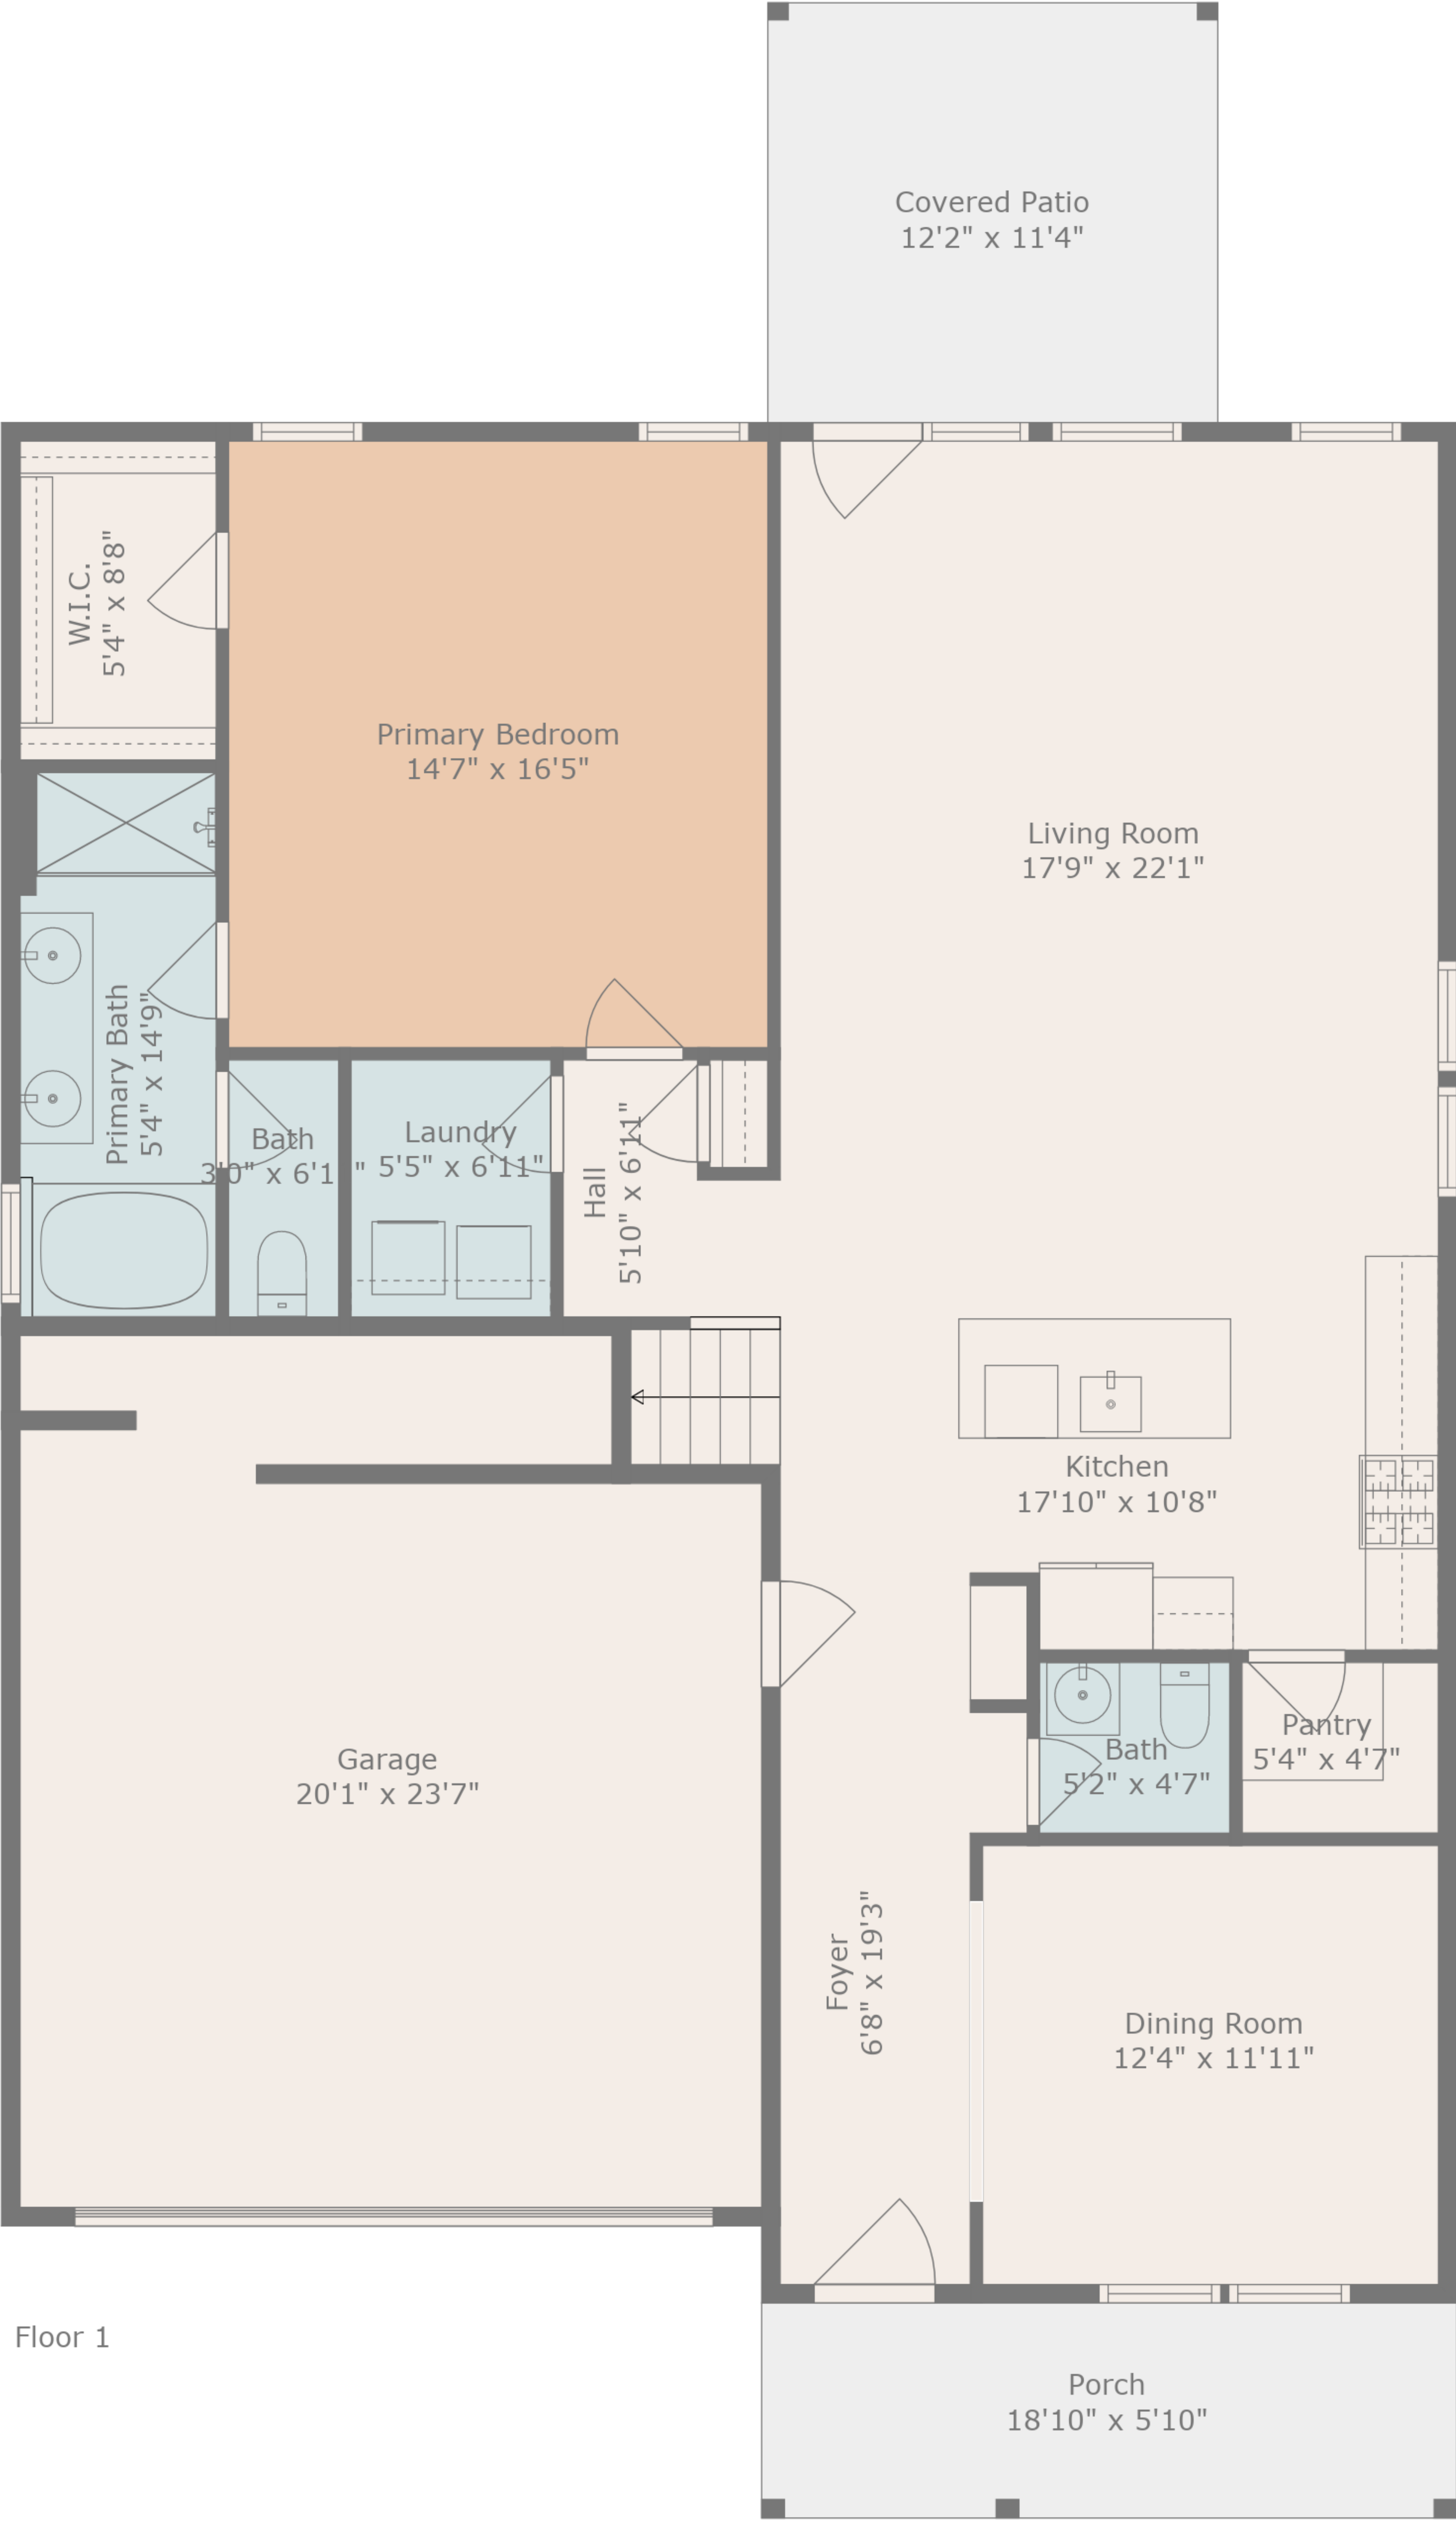 Covered Patio
12'2" x 11'4"
W.I.C.
5'4" x 8'8"
Primary Bedroom
14'7" x 16'5"
Living Room
17'9" x 22'1"
Primary Bath
5'4" x 14'9"
Bath
Laundry
5'5" x 6'11"
Hall
5'10" x 6'11"
Kitchen
17'10" x 10'8"
Garage
20'1" x 23'7"
Bath
5'2" x 4'7"
Pantry
5'4" x 4'7"
Foyer
6'8" x 19'3"
Dining Room
12'4" x 11'11"
Floor 1
Porch
18'10" x 5'10"